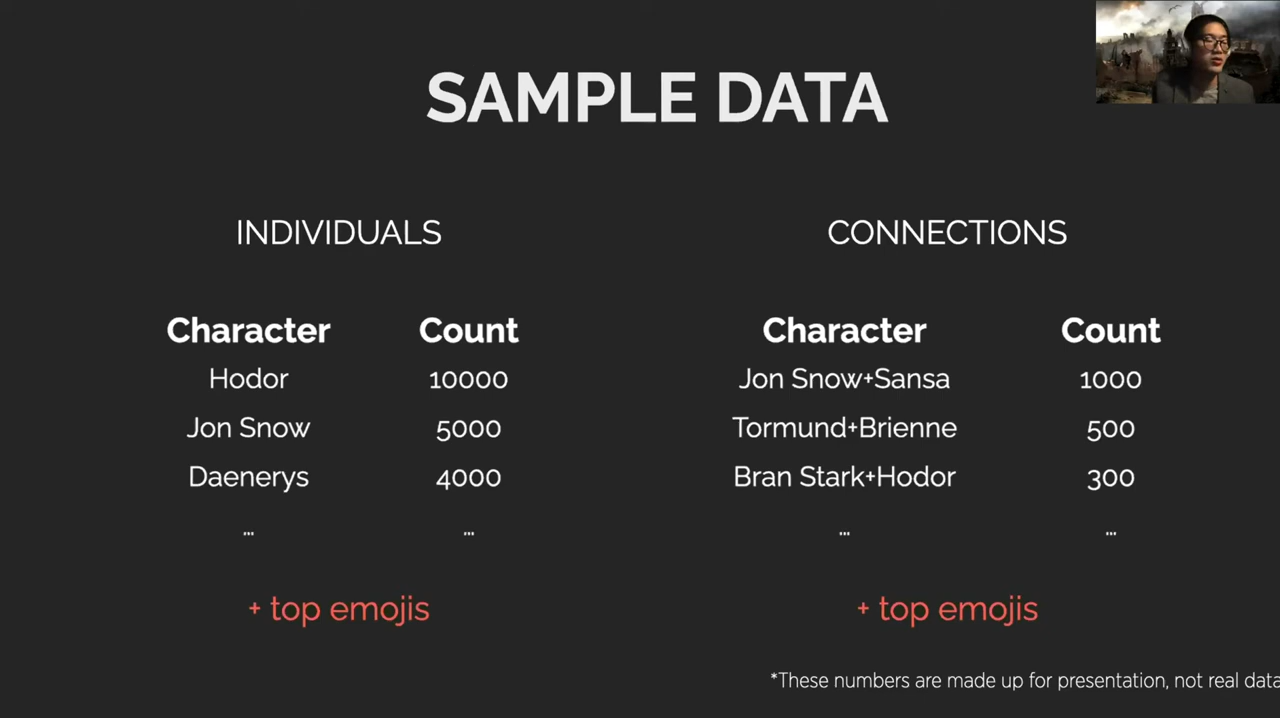 SAMPLE DATA
INDIVIDUALS
Character Count
Hodor 10000
Jon Snow 5000
Daenerys 4000
... ...
+ top emojis
CONNECTIONS
Character Count
Jon Snow+Sansa 1000
Tormund+Brienne 500
Bran Stark+Hodor 300
... ...
+ top emojis
*These numbers are made up for presentation, not real data